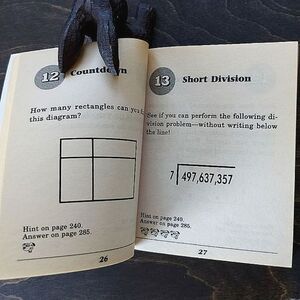 12 Countdown
How many rectangles can you f
this diagram?
Hint on page 240.
Answer on page 285.
26
13 Short Division
See if you can perform the following di-
vision problem—without writing below
the line!
7 497,637,357
Hint on page 240.
Answer on page 285.
27